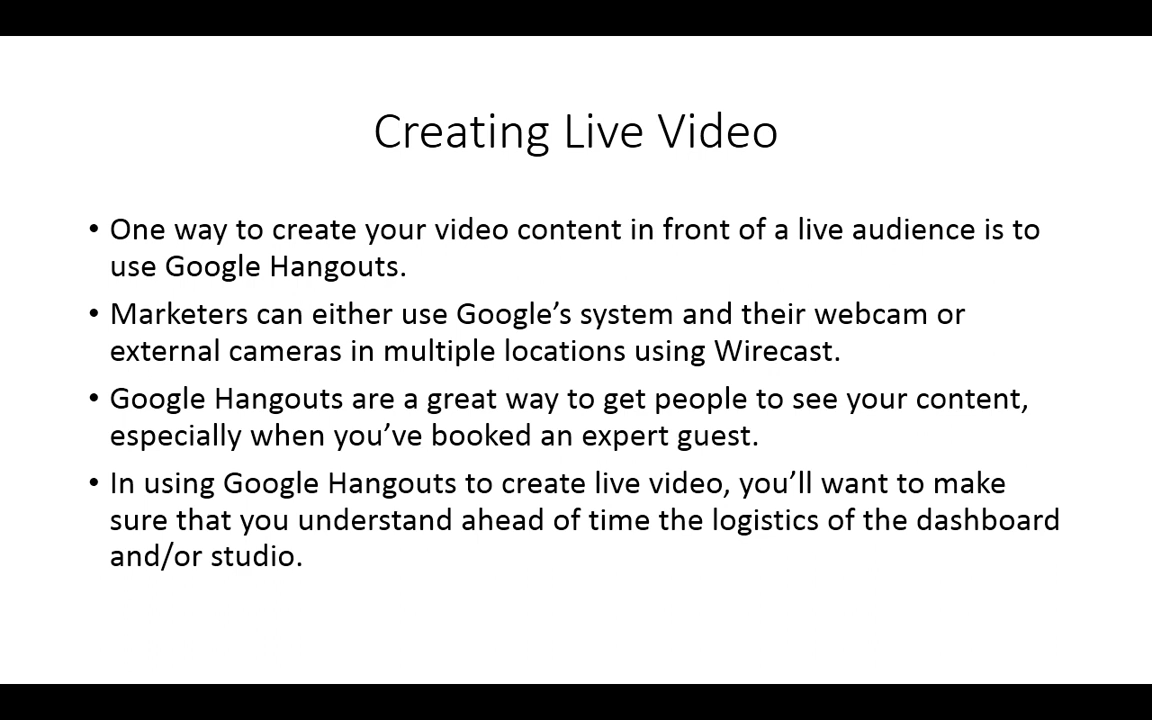 Creating Live Video
• One way to create your video content in front of a live audience is to
use Google Hangouts.
• Marketers can either use Google’s system and their webcam or
external cameras in multiple locations using Wirecast.
• Google Hangouts are a great way to get people to see your content,
especially when you’ve booked an expert guest.
• In using Google Hangouts to create live video, you’ll want to make
sure that you understand ahead of time the logistics of the dashboard
and/or studio.